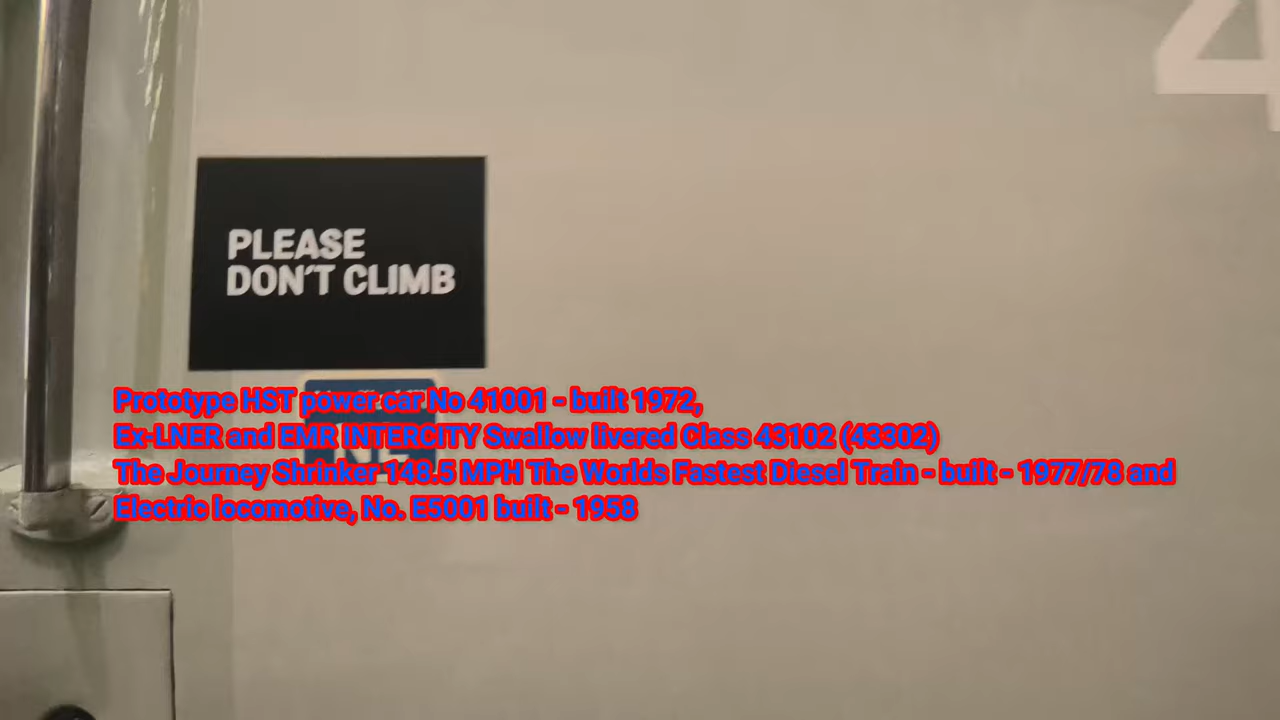 4
PLEASE
DON'T CLIMB
Prototype HST power car No 41001 - built 1972,
Ex-LNER and EMR INTERCITY Swallow livered Class 43102 (43302)
The Journey Shrinker 148.5 MPH The Worlds Fastest Diesel Train - built - 1977/78 and
Electric locomotive, No. E5001 built - 1958